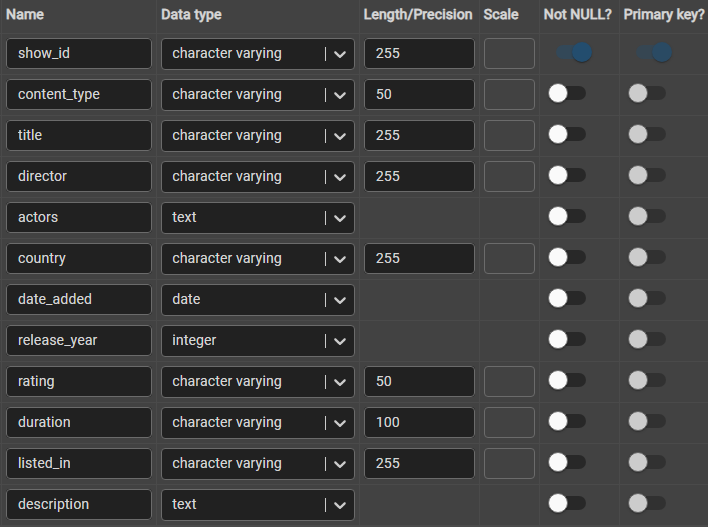 Name Data type Length/Precision Scale Not NULL? Primary key?
show_id character varying 255
content_type character varying 50
title character varying 255
director character varying 255
actors text
country character varying 255
date_added date
release_year integer
rating character varying 50
duration character varying 100
listed_in character varying 255
description text